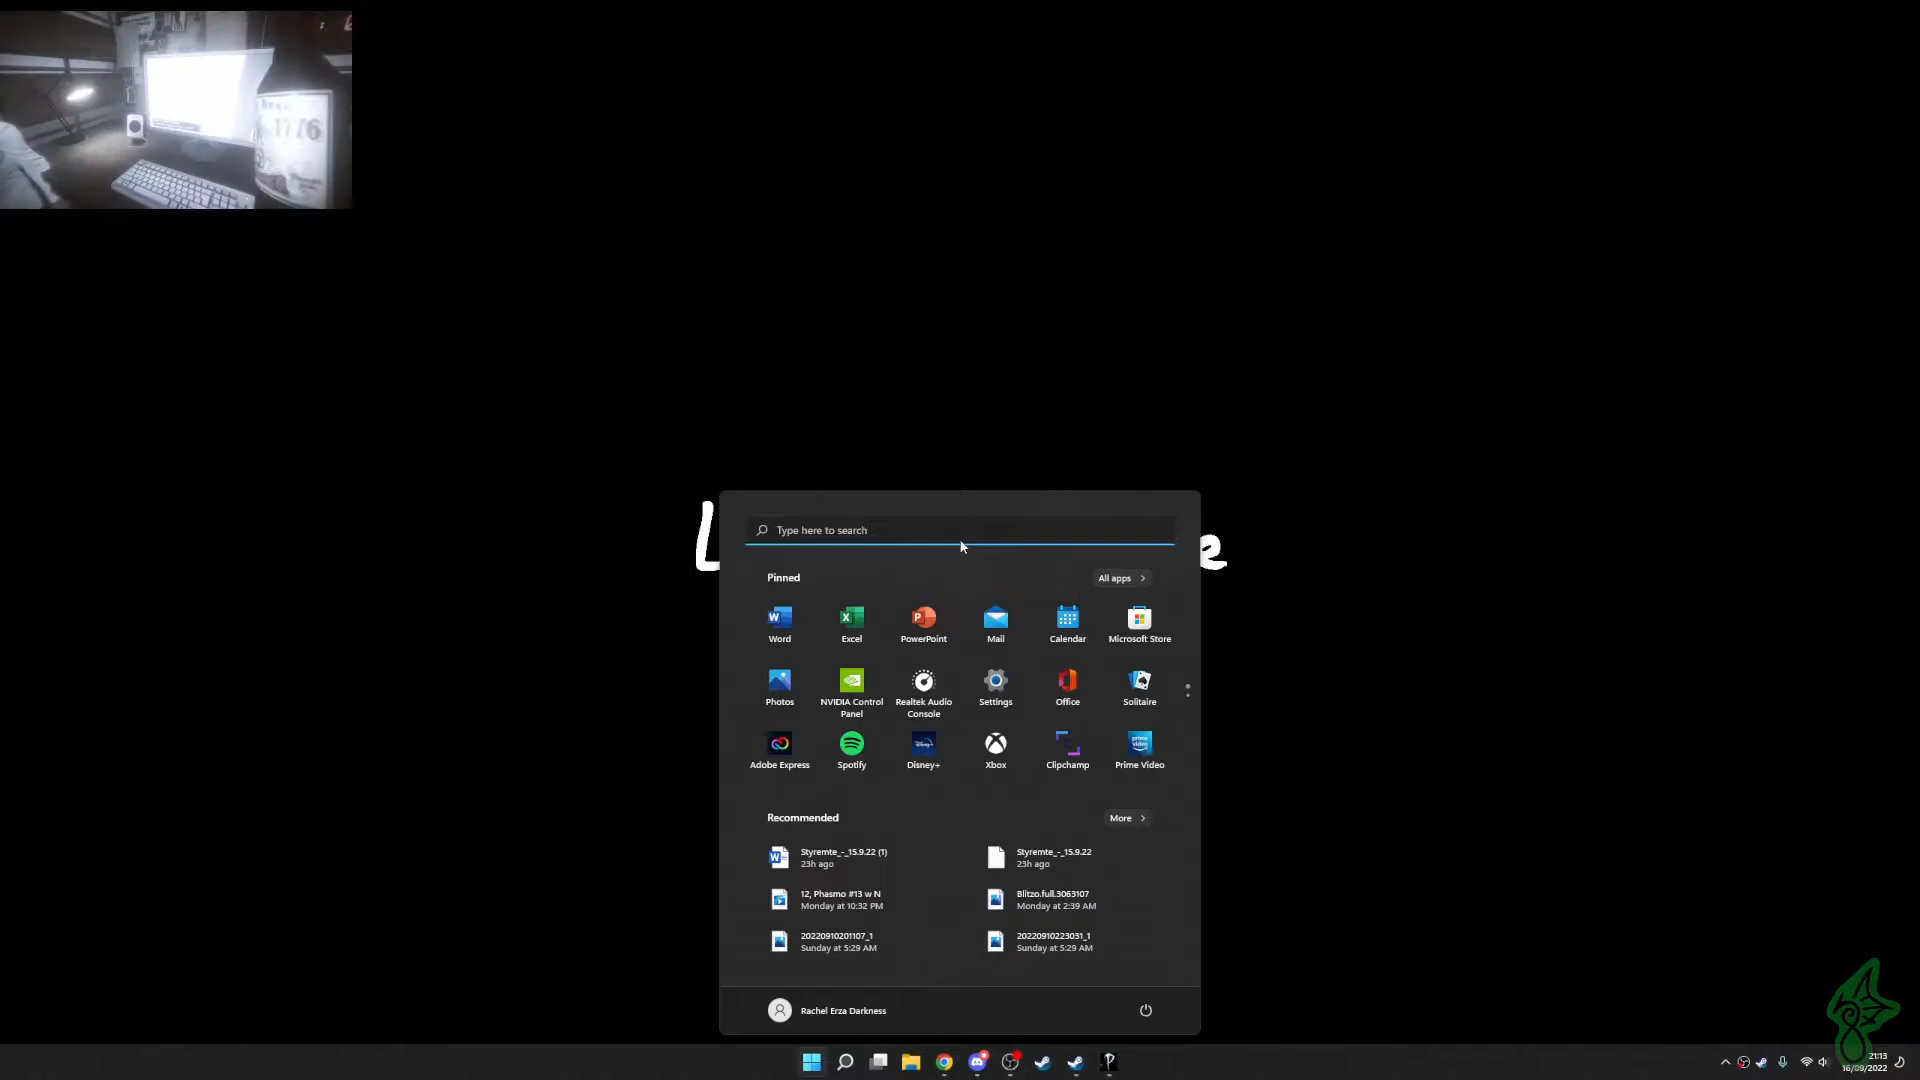 1776
L
e
Type here to search
Pinned
All apps
Word
Excel
PowerPoint
Mail
Calendar
Microsoft Store
Photos
NVIDIA Control
Panel
Realtek Audio
Console
Settings
Office
Solitaire
Adobe Express
Spotify
Disney+
Xbox
Clipchamp
Prime Video
Recommended
More
Styremte_-_15.9.22 (1)
23h ago
Styremte_-_15.9.22
23h ago
12, Phasmo #13 w N
Monday at 10:32 PM
Blitzo.full.3063107
Monday at 2:39 AM
20220910201107_1
Sunday at 5:29 AM
20220910223031_1
Sunday at 5:29 AM
Rachel Erza Darkness
21:13
16/09/2022